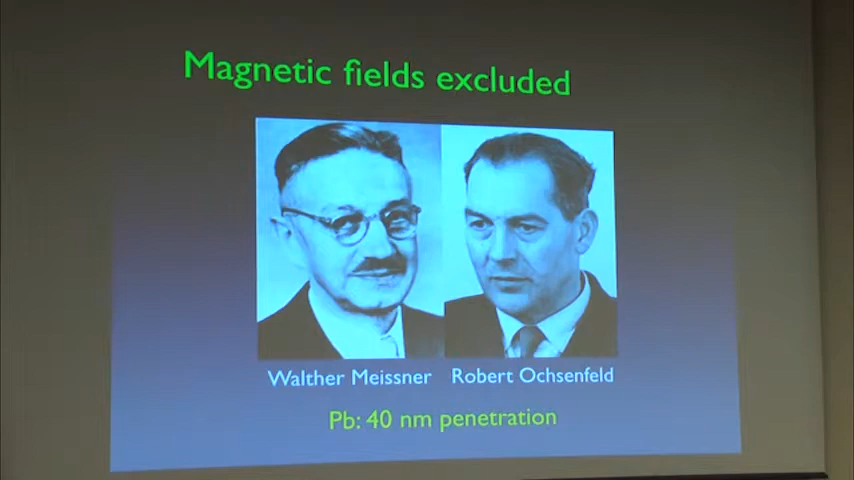 Magnetic fields excluded
Walther Meissner Robert Ochsenfeld
Pb: 40 nm penetration